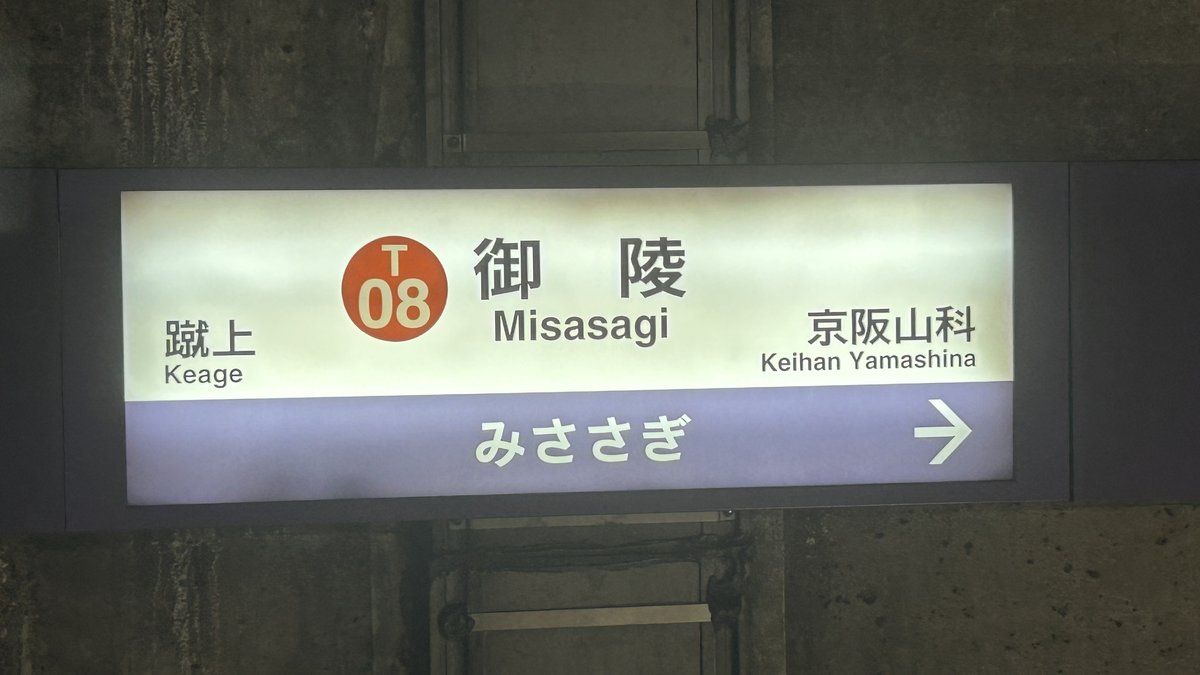 T
08
御　陵
Misasagi
蹴上
Keage
京阪山科
Keihan Yamashina
みささぎ
→